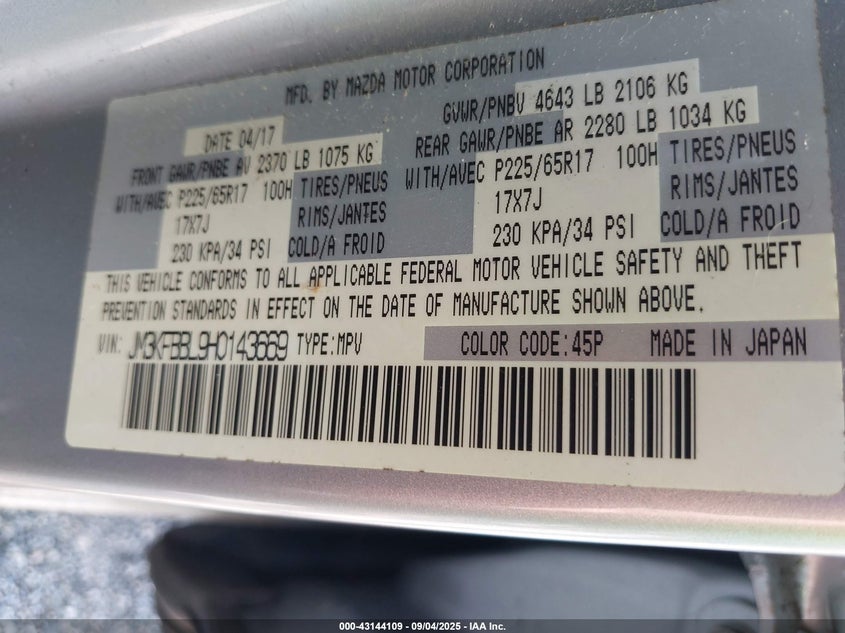 MFD. BY MAZDA MOTOR CORPORATION
DATE 04/17
GVWR/PNBV 4643 LB 2106 KG
FRONT GAWR/PNBE AV 2370 LB 1075 KG
REAR GAWR/PNBE AR 2280 LB 1034 KG
WITH/AVEC P225/65R17 100H TIRES/PNEUS
WITH/AVEC P225/65R17 100H TIRES/PNEUS
17X7J RIMS/JANTES
17X7J RIMS/JANTES
230 KPA/34 PSI COLD/A FROID
230 KPA/34 PSI COLD/A FROID
THIS VEHICLE CONFORMS TO ALL APPLICABLE FEDERAL MOTOR VEHICLE SAFETY AND THEFT
PREVENTION STANDARDS IN EFFECT ON THE DATE OF MANUFACTURE SHOWN ABOVE.
VIN: JM3KFBBL9H0143669 TYPE:MPV COLOR CODE:45P MADE IN JAPAN
000-43144109 - 09/04/2025 - IAA Inc.